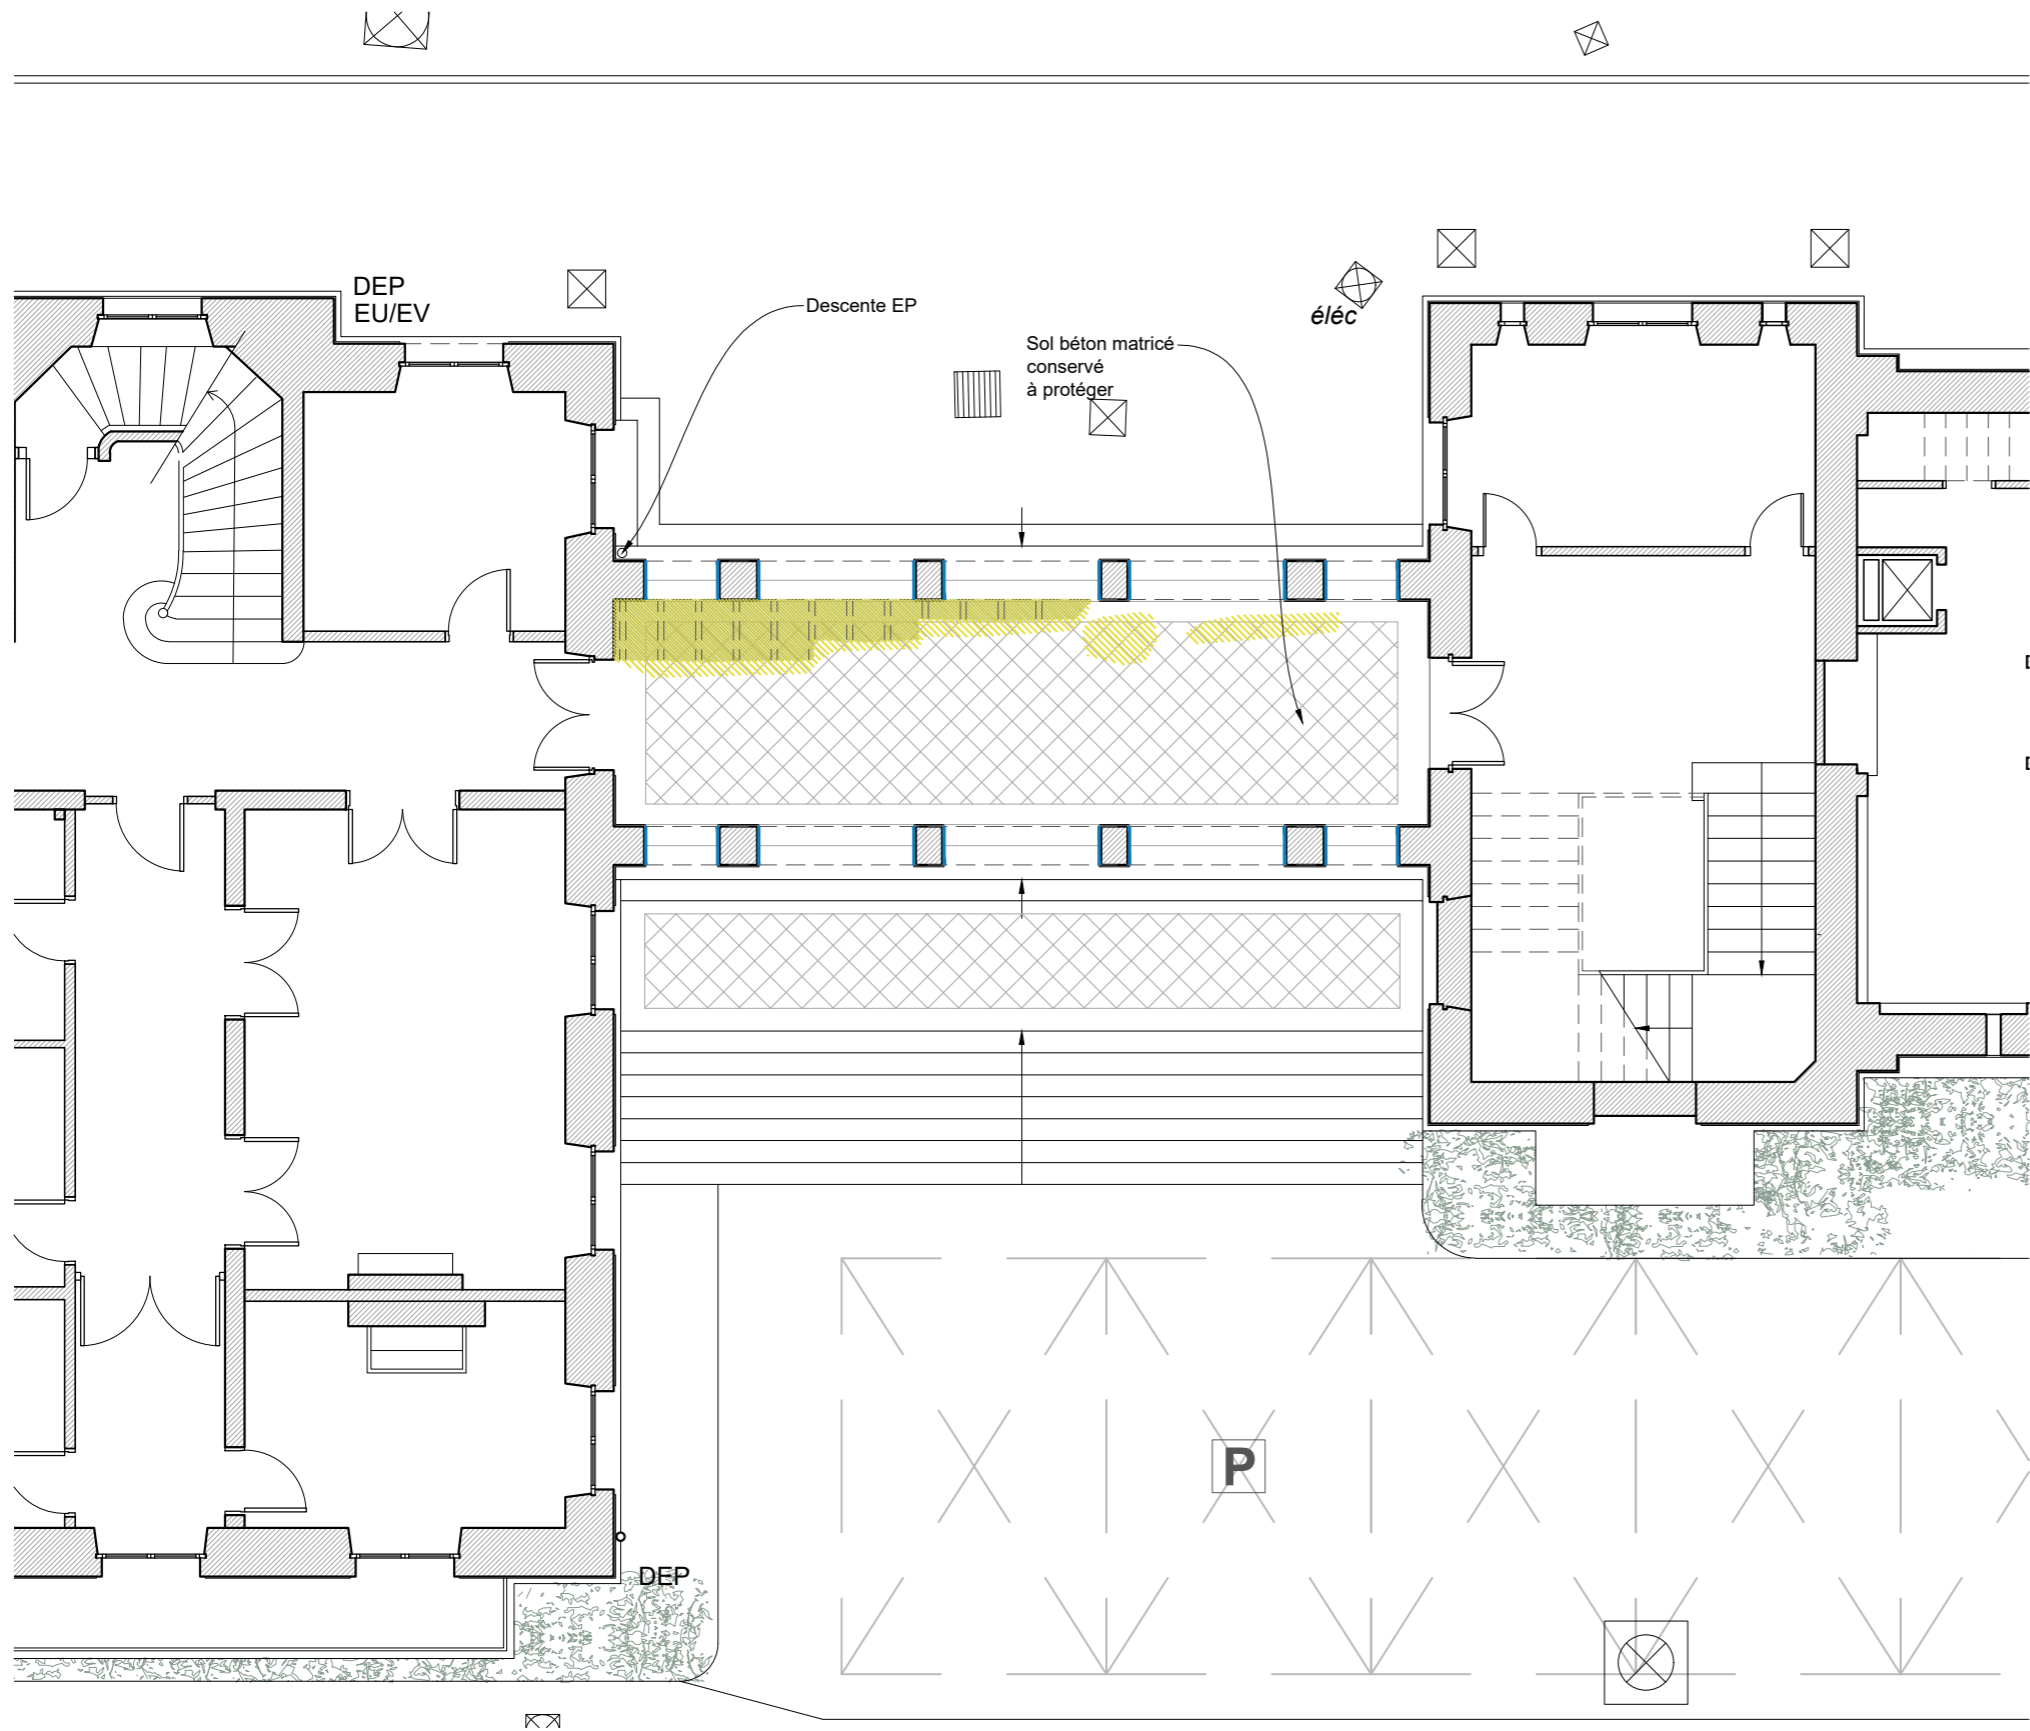 DEP
EU/EV
Descente EP
éléc
Sol béton matricé
conservé
à protéger
P
DEP